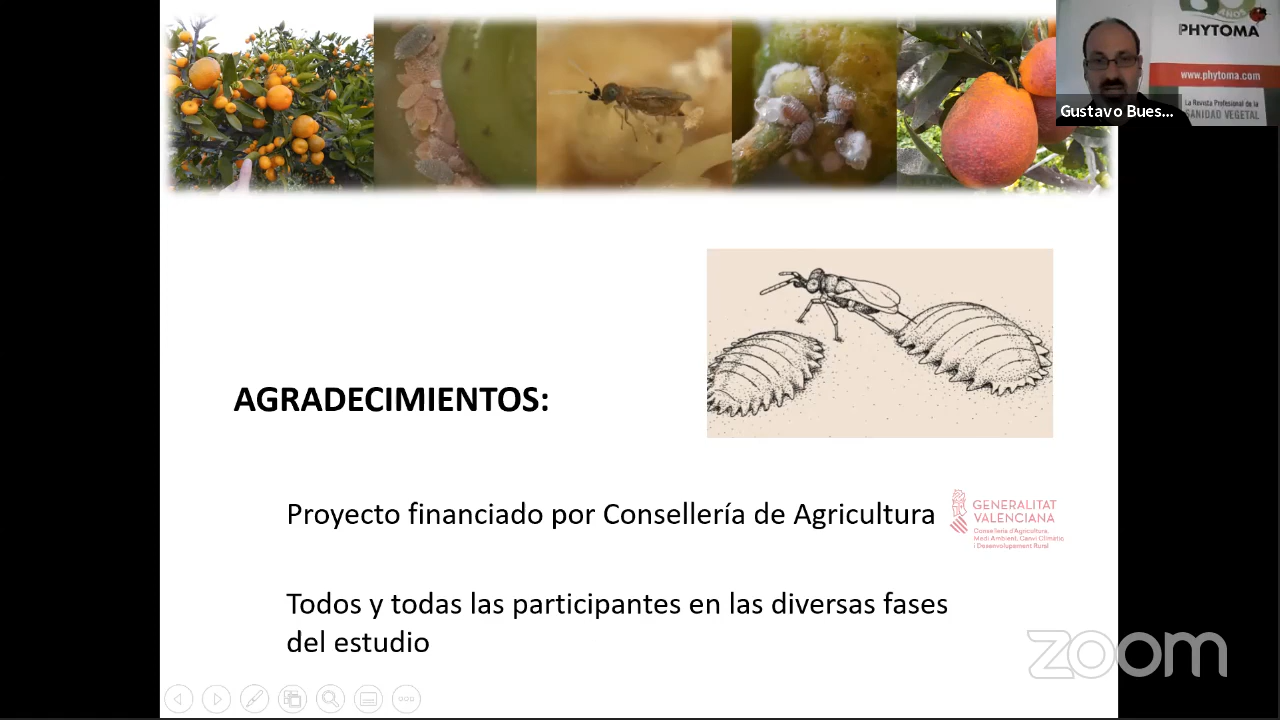 AÑOS
PHYTOMA
www.phytoma.com
La Revista Profesional de la
SANIDAD VEGETAL
Gustavo Bues...
AGRADECIMIENTOS:
Proyecto financiado por Consellería de Agricultura
GENERALITAT
VALENCIANA
Conselleria d'Agricultura,
Medi Ambient, Canvi Climàtic
i Desenvolupament Rural
Todos y todas las participantes en las diversas fases
del estudio
zoom